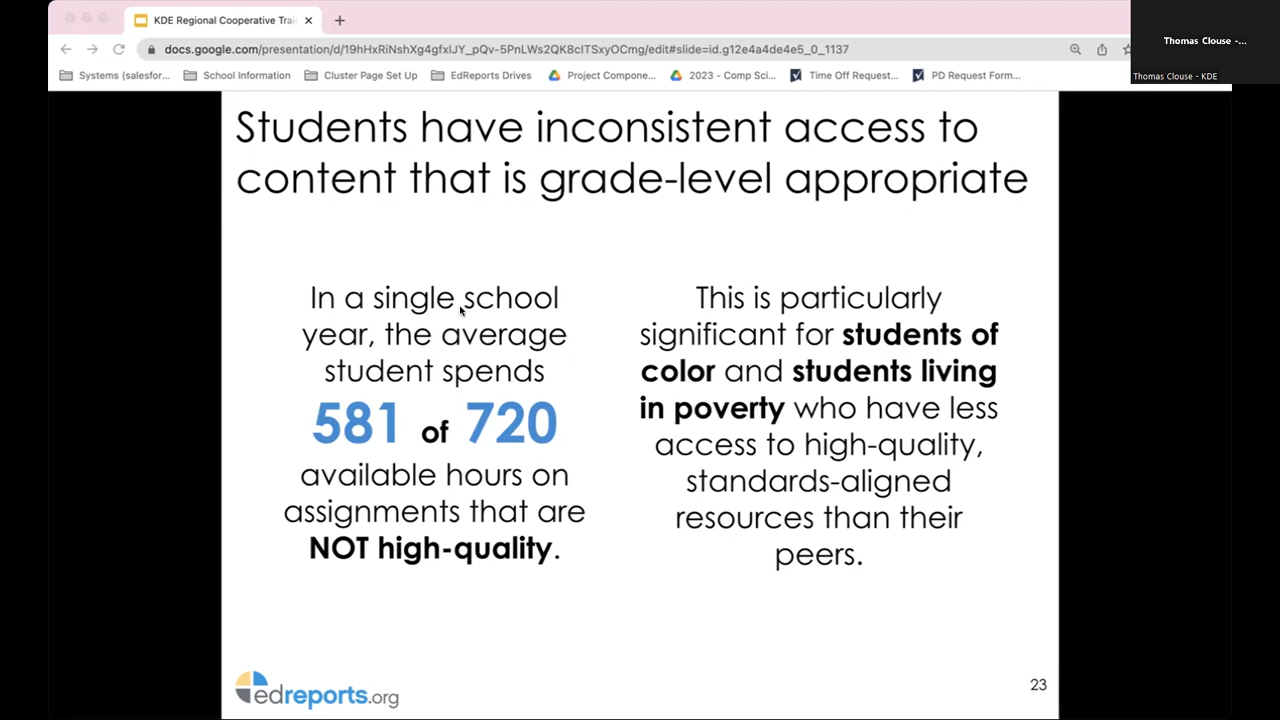 KDE Regional Cooperative Trai
docs.google.com/presentation/d/19hHxRiNshXg4gfxIJY_pQv-5PnLWs2QK8cITSxyOCmg/edit#slide=id.g12e4a4de4e5_0_1137
Systems (salesfor...
School Information
Cluster Page Set Up
EdReports Drives
Project Compone...
2023 - Comp Sci...
Time Off Request...
PD Request Form...
Thomas Clouse -...
Thomas Clouse - KDE
Students have inconsistent access to
content that is grade-level appropriate
In a single school
year, the average
student spends
581 of 720
available hours on
assignments that are
NOT high-quality.
This is particularly
significant for students of
color and students living
in poverty who have less
access to high-quality,
standards-aligned
resources than their
peers.
edreports.org
23